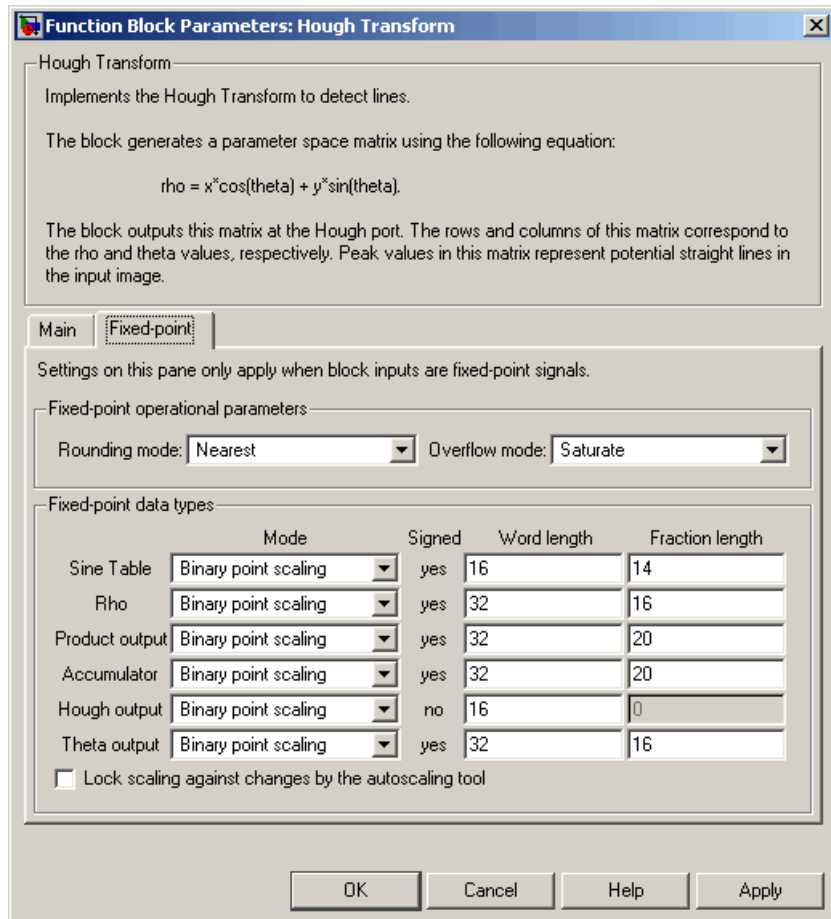 Function Block Parameters: Hough Transform
Hough Transform
Implements the Hough Transform to detect lines.
The block generates a parameter space matrix using the following equation:
rho = x*cos(theta) + y*sin(theta).
The block outputs this matrix at the Hough port. The rows and columns of this matrix correspond to
the rho and theta values, respectively. Peak values in this matrix represent potential straight lines in
the input image.
Main Fixed-point
Settings on this pane only apply when block inputs are fixed-point signals.
Fixed-point operational parameters
Rounding mode: Nearest Overflow mode: Saturate
Fixed-point data types
Mode Signed Word length Fraction length
Sine Table Binary point scaling yes 16 14
Rho Binary point scaling yes 32 16
Product output Binary point scaling yes 32 20
Accumulator Binary point scaling yes 32 20
Hough output Binary point scaling no 16 0
Theta output Binary point scaling yes 32 16
Lock scaling against changes by the autoscaling tool
OK Cancel Help Apply